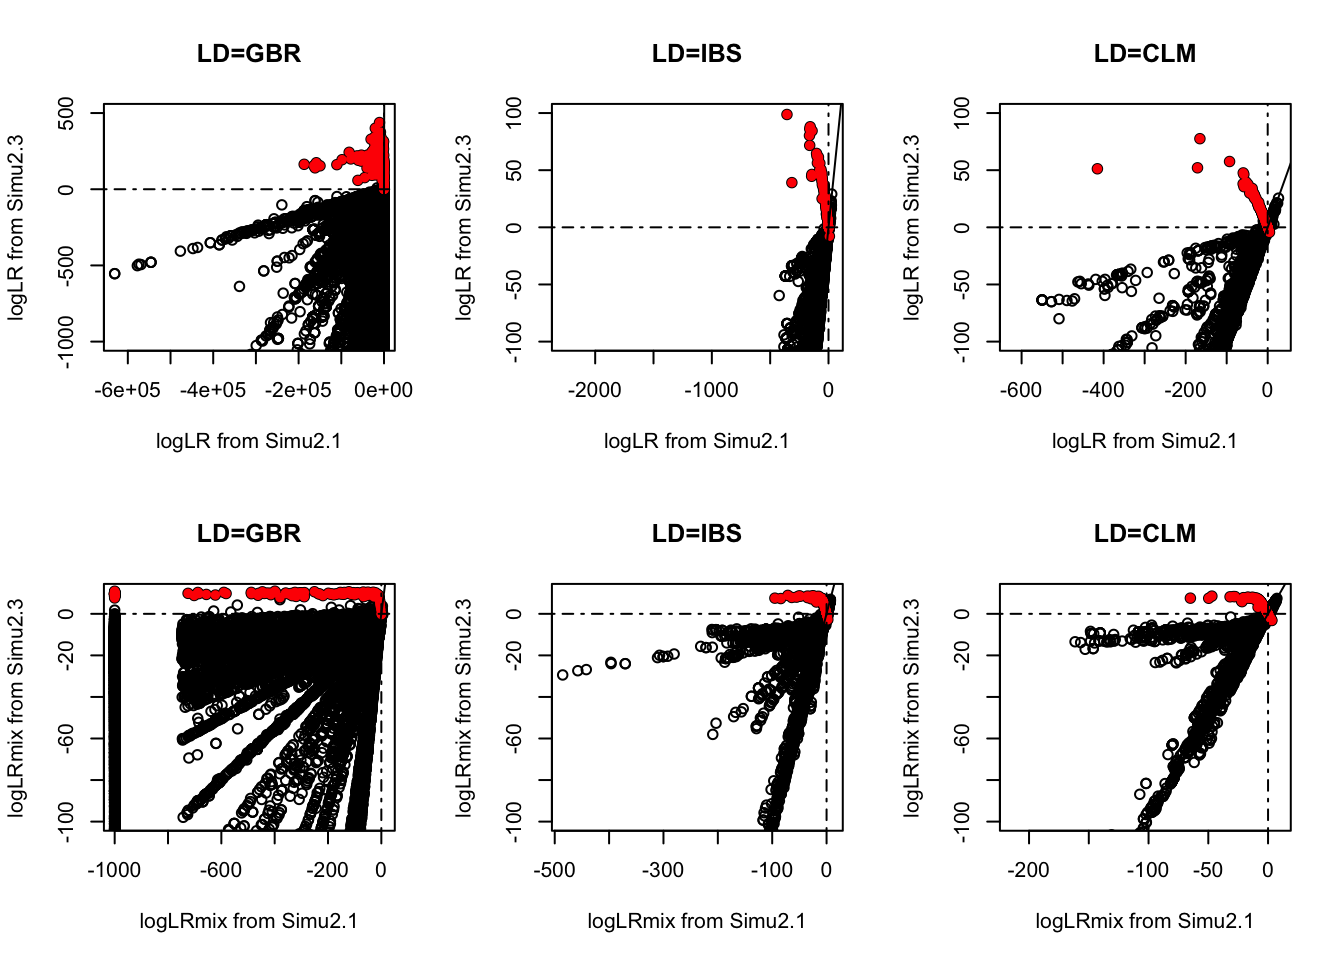 LD=GBR
logLR from Simu2.3
500
0
-500
-1000
-6e+05 -4e+05 -2e+05 0e+00
logLR from Simu2.1
LD=IBS
logLR from Simu2.3
100
50
0
-50
-100
-2000 -1000 0
logLR from Simu2.1
LD=CLM
logLR from Simu2.3
100
50
0
-50
-100
-600 -400 -200 0
logLR from Simu2.1
LD=GBR
logLRmix from Simu2.3
0
-20
-60
-100
-1000 -600 -200 0
logLRmix from Simu2.1
LD=IBS
logLRmix from Simu2.3
0
-20
-60
-100
-500 -300 -100 0
logLRmix from Simu2.1
LD=CLM
logLRmix from Simu2.3
0
-20
-60
-100
-200 -100 -50 0
logLRmix from Simu2.1